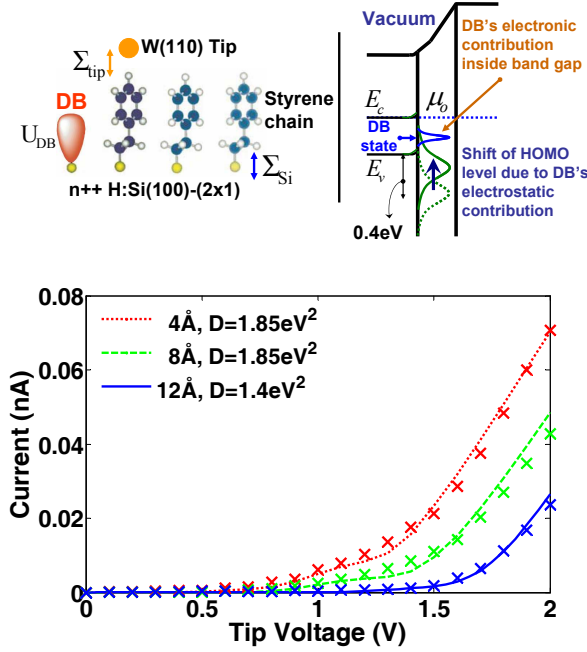 W(110) Tip
Σtip
DB
UDB
Styrene
chain
ΣSi
n++ H:Si(100)-(2x1)
Vacuum
DB's electronic
contribution
inside band gap
Ec
μo
DB
state
Ev
Shift of HOMO
level due to DB's
electrostatic
contribution
0.4eV
0.08
0.06
0.04
0.02
0
Current (nA)
4Å, D=1.85eV²
8Å, D=1.85eV²
12Å, D=1.4eV²
0 0.5 1 1.5 2
Tip Voltage (V)